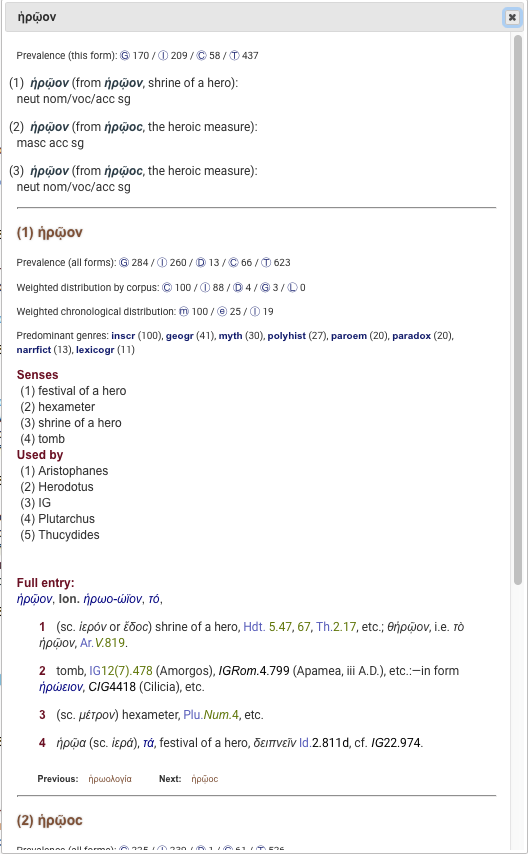 ἡρῷον
Prevalence (this form): Ⓖ 170 / Ⓘ 209 / Ⓒ 58 / Ⓣ 437
(1) ἡρῷον (from ἡρῷον, shrine of a hero):
neut nom/voc/acc sg
(2) ἡρῷον (from ἡρῷοϲ, the heroic measure):
masc acc sg
(3) ἡρῷον (from ἡρῷοϲ, the heroic measure):
neut nom/voc/acc sg
(1) ἡρῷον
Prevalence (all forms): Ⓖ 284 / Ⓘ 260 / Ⓓ 13 / Ⓒ 66 / Ⓣ 623
Weighted distribution by corpus: Ⓒ 100 / Ⓘ 88 / Ⓓ 4 / Ⓖ 3 / Ⓛ 0
Weighted chronological distribution: ⓜ 100 / ⓔ 25 / Ⓛ 19
Predominant genres: inscr (100), geogr (41), myth (30), polyhist (27), paroem (20), paradox (20),
narrfict (13), lexicogr (11)
Senses
(1) festival of a hero
(2) hexameter
(3) shrine of a hero
(4) tomb
Used by
(1) Aristophanes
(2) Herodotus
(3) IG
(4) Plutarchus
(5) Thucydides
Full entry:
ἡρῷον, Ion. ἡρωο-ώϊον, τό,
1 (sc. ἱερόν or ἕδοϲ) shrine of a hero, Hdt. 5.47, 67, Th.2.17, etc.; θἠρῷον, i.e. τὸ
ἡρῷον, Ar.V.819.
2 tomb, IG12(7).478 (Amorgos), IGRom.4.799 (Apamea, iii A.D.), etc.:—in form
ἡρώειον, CIG4418 (Cilicia), etc.
3 (sc. μέτρον) hexameter, Plu.Num.4, etc.
4 ἡρῷα (sc. ἱερά), τά, festival of a hero, δειπνεῖν Id.2.811d, cf. IG22.974.
Previous: ἡρωολογία Next: ἡρῷοϲ
(2) ἡρῷοϲ
Prevalence (all forms): Ⓖ 225 / Ⓘ 239 / Ⓓ 1 / Ⓒ 61 / Ⓣ 526